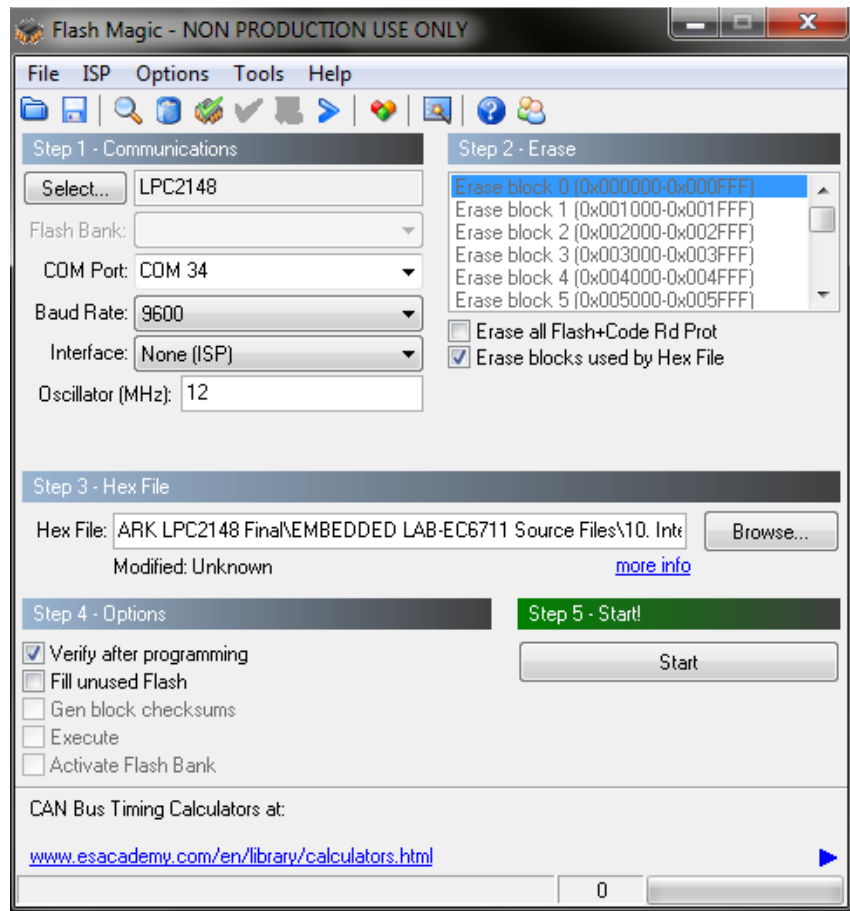 Flash Magic - NON PRODUCTION USE ONLY
File ISP Options Tools Help
Step 1 - Communications
Select... LPC2148
Flash Bank:
COM Port: COM 34
Baud Rate: 9600
Interface: None (ISP)
Oscillator (MHz): 12
Step 2 - Erase
Erase block 0 (0x000000-0x000FFF)
Erase block 1 (0x001000-0x001FFF)
Erase block 2 (0x002000-0x002FFF)
Erase block 3 (0x003000-0x003FFF)
Erase block 4 (0x004000-0x004FFF)
Erase block 5 (0x005000-0x005FFF)
Erase all Flash+Code Rd Prot
Erase blocks used by Hex File
Step 3 - Hex File
Hex File: ARK LPC2148 Final\EMBEDDED LAB-EC6711 Source Files\10. Inte Browse...
Modified: Unknown more info
Step 4 - Options
Verify after programming
Fill unused Flash
Gen block checksums
Execute
Activate Flash Bank
Step 5 - Start!
Start
CAN Bus Timing Calculators at:
www.esacademy.com/en/library/calculators.html
0